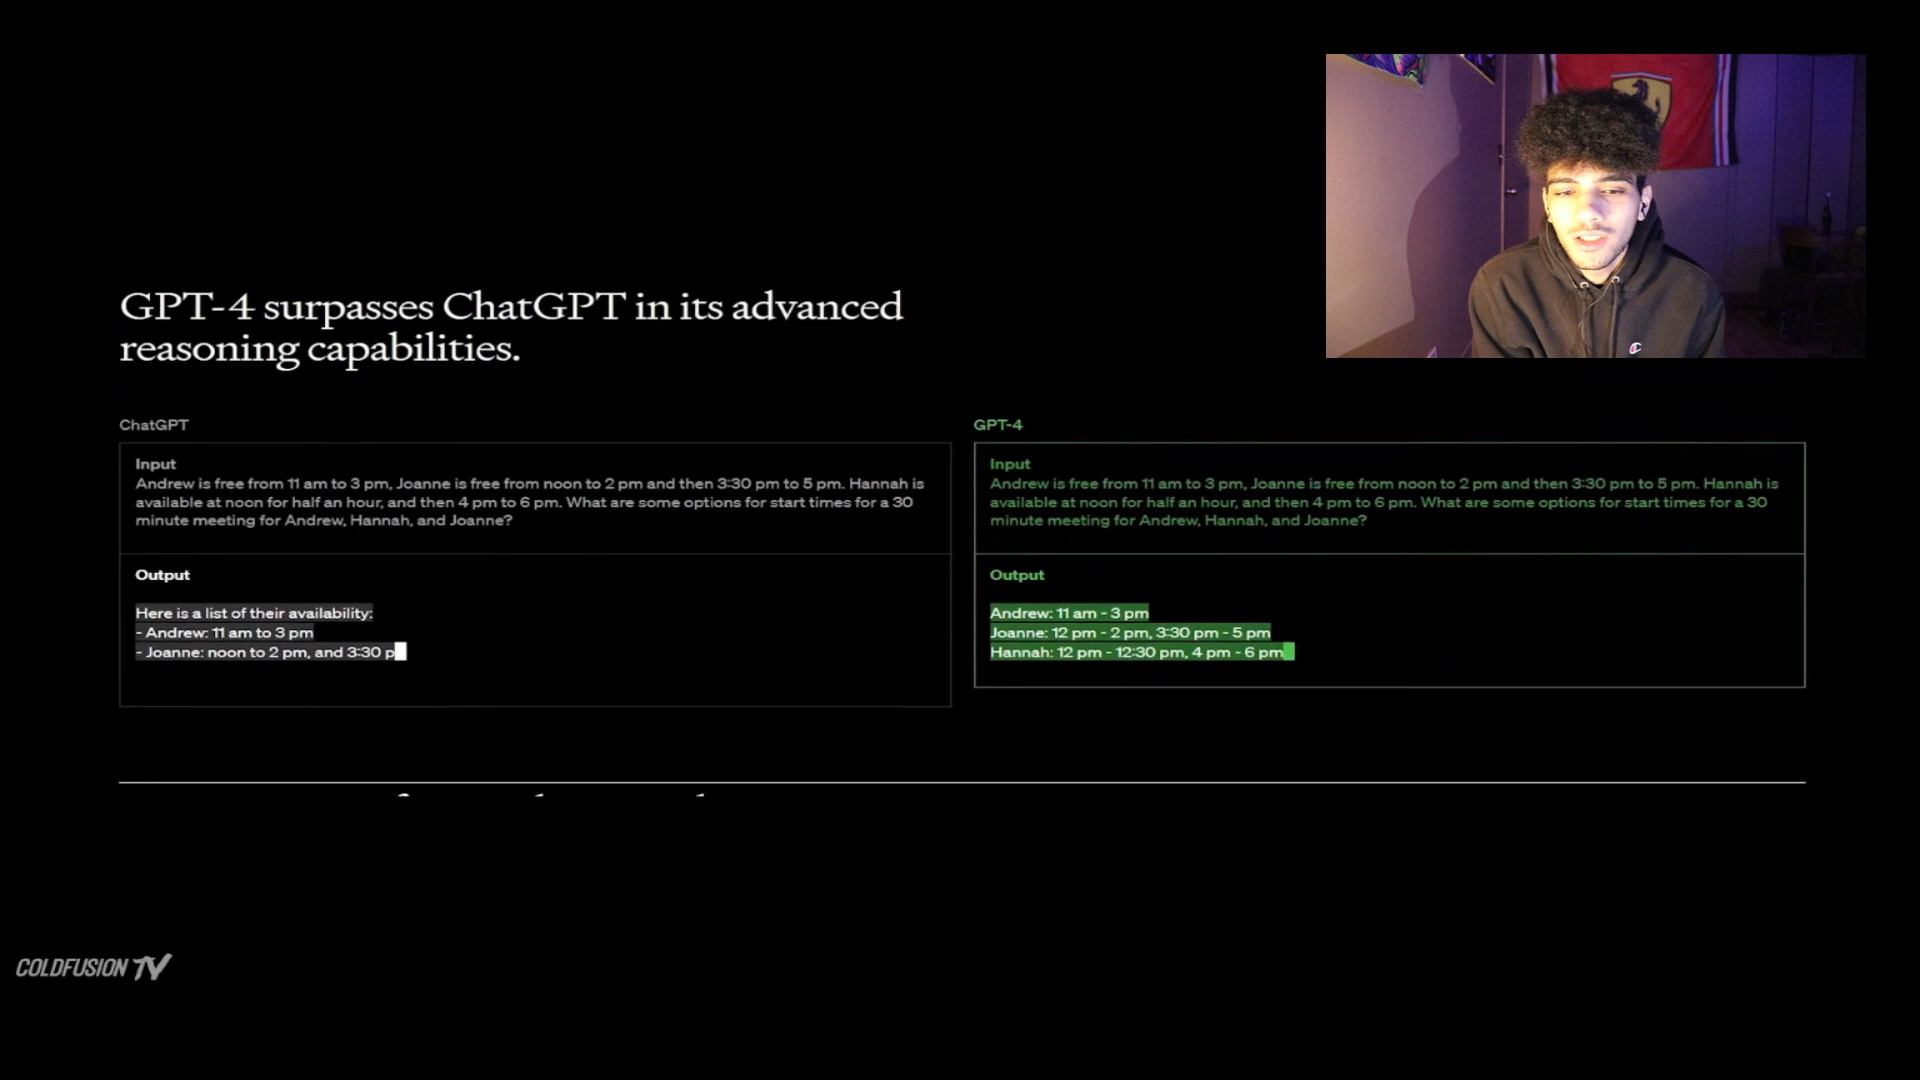 GPT-4 surpasses ChatGPT in its advanced
reasoning capabilities.
ChatGPT
Input
Andrew is free from 11 am to 3 pm, Joanne is free from noon to 2 pm and then 3:30 pm to 5 pm. Hannah is
available at noon for half an hour, and then 4 pm to 6 pm. What are some options for start times for a 30
minute meeting for Andrew, Hannah, and Joanne?
Output
Here is a list of their availability:
- Andrew: 11 am to 3 pm
- Joanne: noon to 2 pm, and 3:30 p
GPT-4
Input
Andrew is free from 11 am to 3 pm, Joanne is free from noon to 2 pm and then 3:30 pm to 5 pm. Hannah is
available at noon for half an hour, and then 4 pm to 6 pm. What are some options for start times for a 30
minute meeting for Andrew, Hannah, and Joanne?
Output
Andrew: 11 am - 3 pm
Joanne: 12 pm - 2 pm, 3:30 pm - 5 pm
Hannah: 12 pm - 12:30 pm, 4 pm - 6 pm
COLDFUSION TV